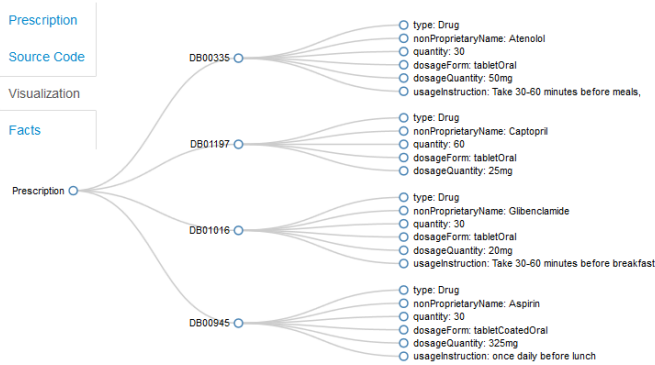 Prescription
Source Code
Visualization
Facts
Prescription
DB00335
type: Drug
nonProprietaryName: Atenolol
quantity: 30
dosageForm: tabletOral
dosageQuantity: 50mg
usageInstruction: Take 30-60 minutes before meals,
DB01197
type: Drug
nonProprietaryName: Captopril
quantity: 60
dosageForm: tabletOral
dosageQuantity: 25mg
DB01016
type: Drug
nonProprietaryName: Glibenclamide
quantity: 30
dosageForm: tabletOral
dosageQuantity: 20mg
usageInstruction: Take 30-60 minutes before breakfast
DB00945
type: Drug
nonProprietaryName: Aspirin
quantity: 30
dosageForm: tabletCoatedOral
dosageQuantity: 325mg
usageInstruction: once daily before lunch